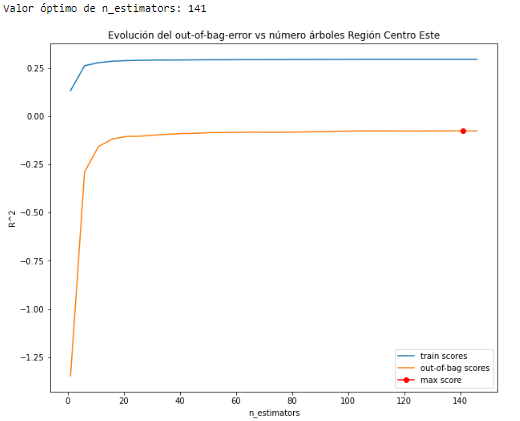 Valor óptimo de n_estimators: 141
Evolución del out-of-bag-error vs número árboles Región Centro Este
0.25
0.00
−0.25
−0.50
−0.75
−1.00
−1.25
R^2
0
20
40
60
80
100
120
140
n_estimators
train scores
out-of-bag scores
max score